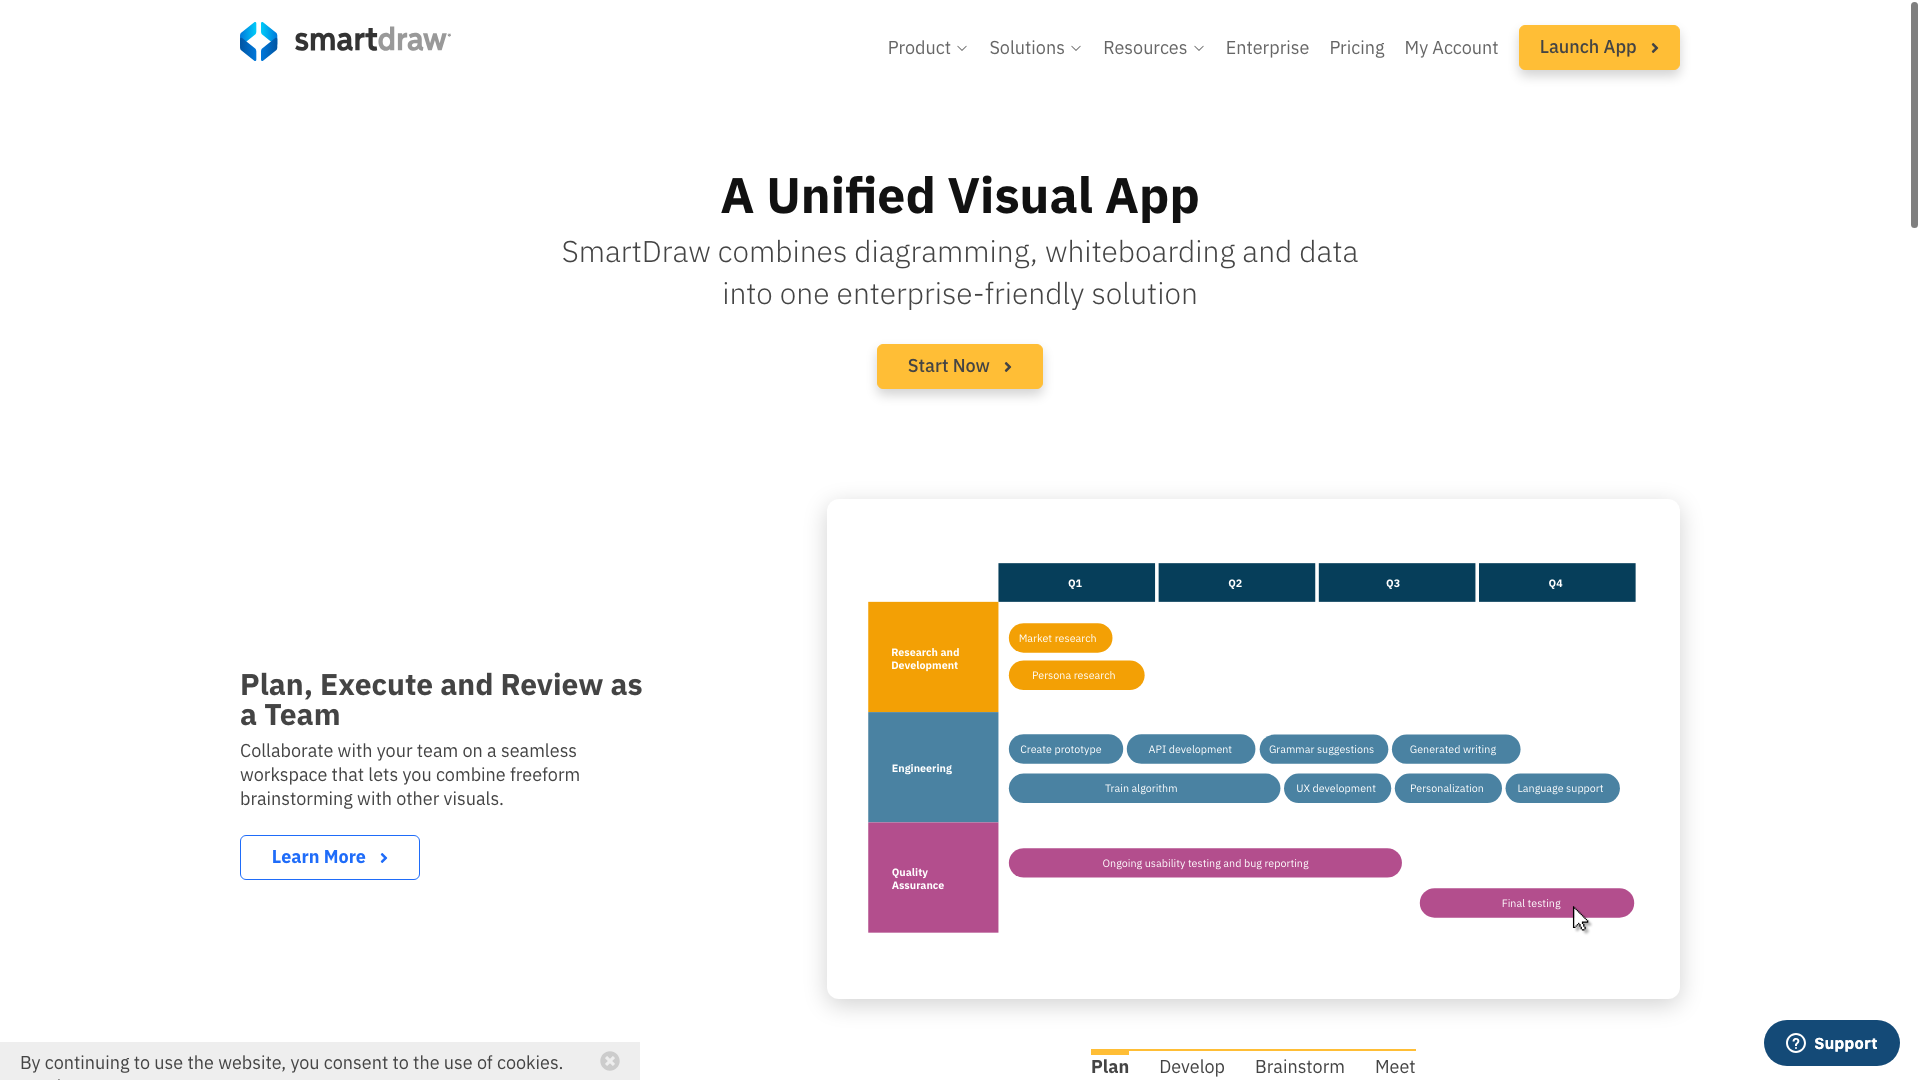 smartdraw
Product
Solutions
Resources
Enterprise
Pricing
My Account
Launch App
A Unified Visual App
SmartDraw combines diagramming, whiteboarding and data
into one enterprise-friendly solution
Start Now
Plan, Execute and Review as
a Team
Collaborate with your team on a seamless
workspace that lets you combine freeform
brainstorming with other visuals.
Learn More
Q1
Q2
Q3
Q4
Research and
Development
Market research
Persona research
Engineering
Create prototype
API development
Grammar suggestions
Generated writing
Train algorithm
UX development
Personalization
Language support
Quality
Assurance
Ongoing usability testing and bug reporting
Final testing
Plan
Develop
Brainstorm
Meet
By continuing to use the website, you consent to the use of cookies.
Support